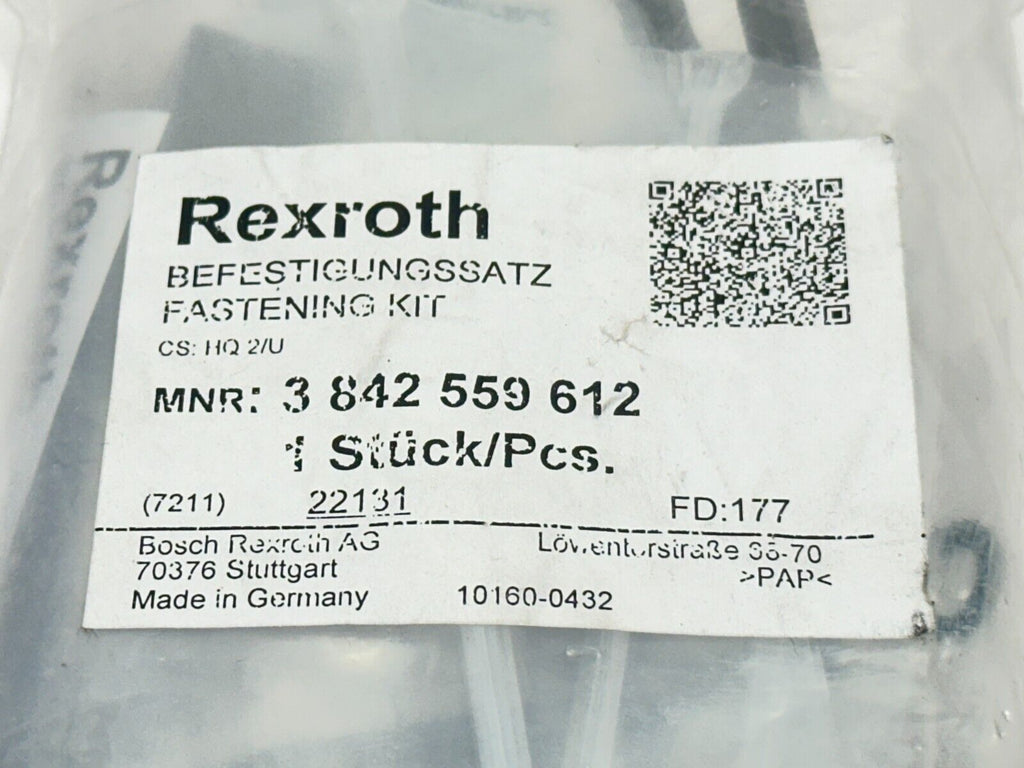 Rexroth
BEFESTIGUNGSSATZ
FASTENING KIT
CS: HQ 2/U
MNR: 3 842 559 612
1 Stück/Pcs.
(7211) 22131 FD:177
Bosch Rexroth AG Löwentorstraße 68-70
70376 Stuttgart >PAP<
Made in Germany 10160-0432
Rexroth